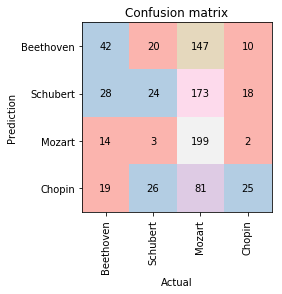 Confusion matrix
Prediction
Beethoven 42 20 147 10
Schubert 28 24 173 18
Mozart 14 3 199 2
Chopin 19 26 81 25
Beethoven Schubert Mozart Chopin
Actual